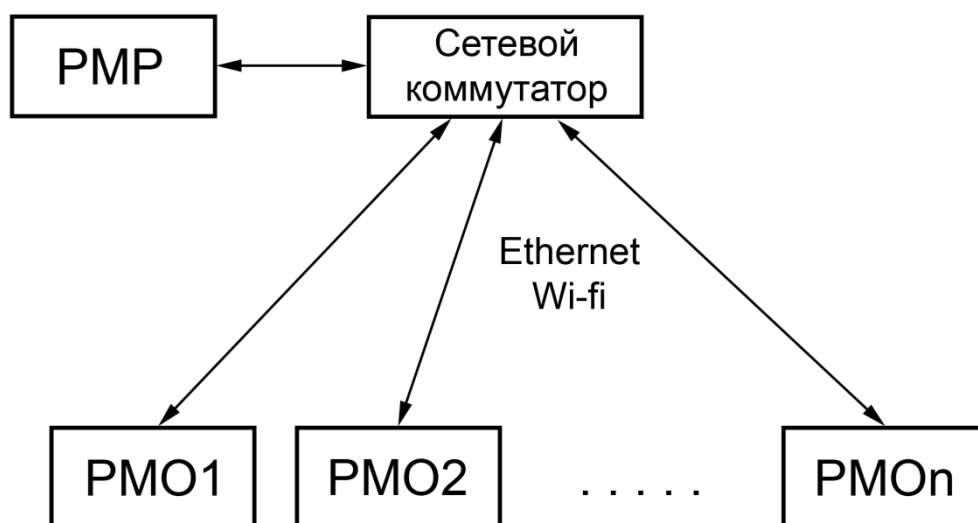 РМР
Сетевой
коммутатор
Ethernet
Wi-fi
РМО1
РМО2
. . . . .
РМОn